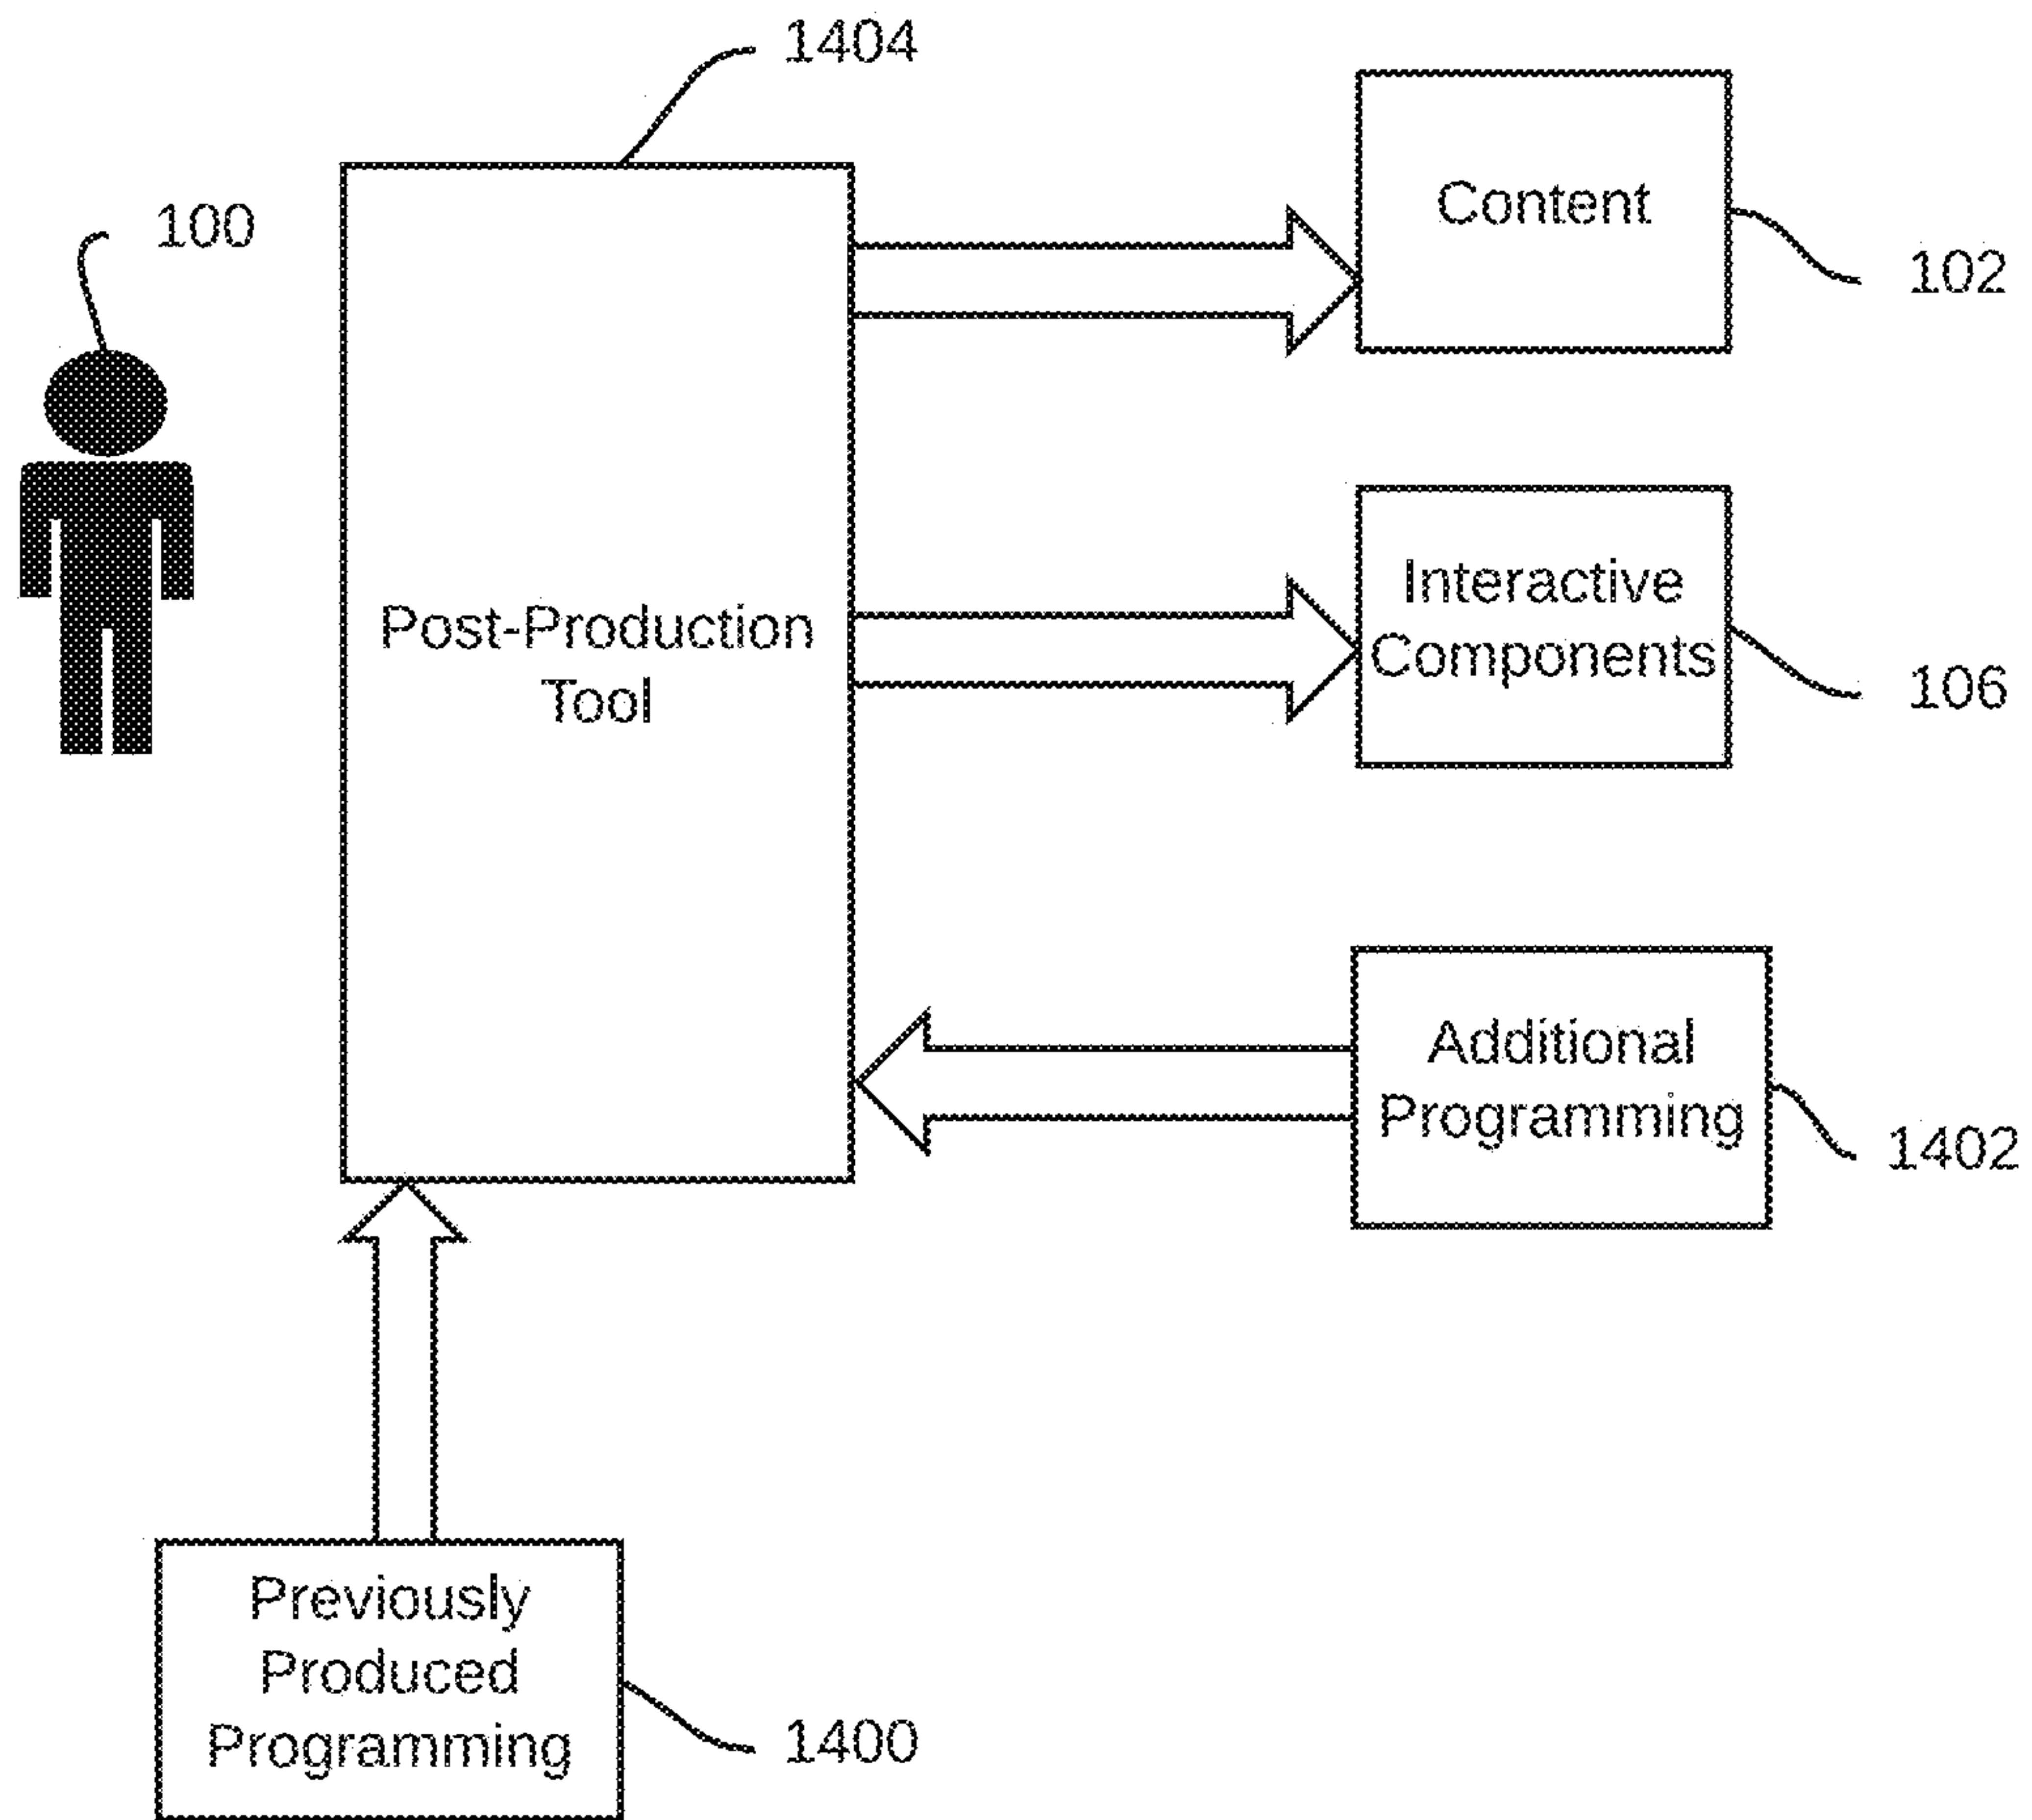 1404
Content
102
100
Post-Production
Tool
Interactive
Components
106
Additional
Programming
1402
Previously
Produced
Programming
1400